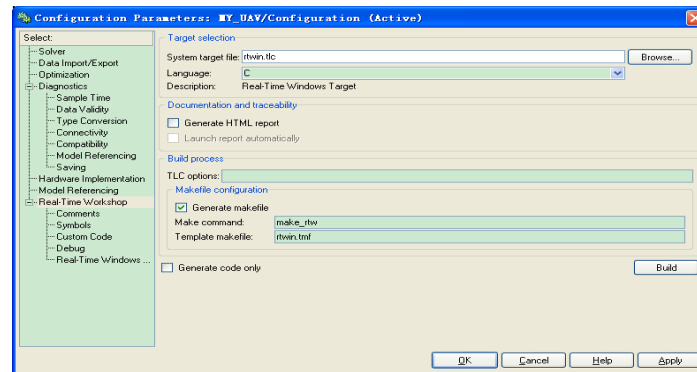 Configuration Parameters: MY_UAV/Configuration (Active)
Select:
Solver
Data Import/Export
Optimization
Diagnostics
Sample Time
Data Validity
Type Conversion
Connectivity
Compatibility
Model Referencing
Saving
Hardware Implementation
Model Referencing
Real-Time Workshop
Comments
Symbols
Custom Code
Debug
Real-Time Windows ...
Target selection
System target file: rtwin.tlc Browse...
Language: C
Description: Real-Time Windows Target
Documentation and traceability
Generate HTML report
Launch report automatically
Build process
TLC options:
Makefile configuration
Generate makefile
Make command: make_rtw
Template makefile: rtwin.tmf
Generate code only Build
OK Cancel Help Apply